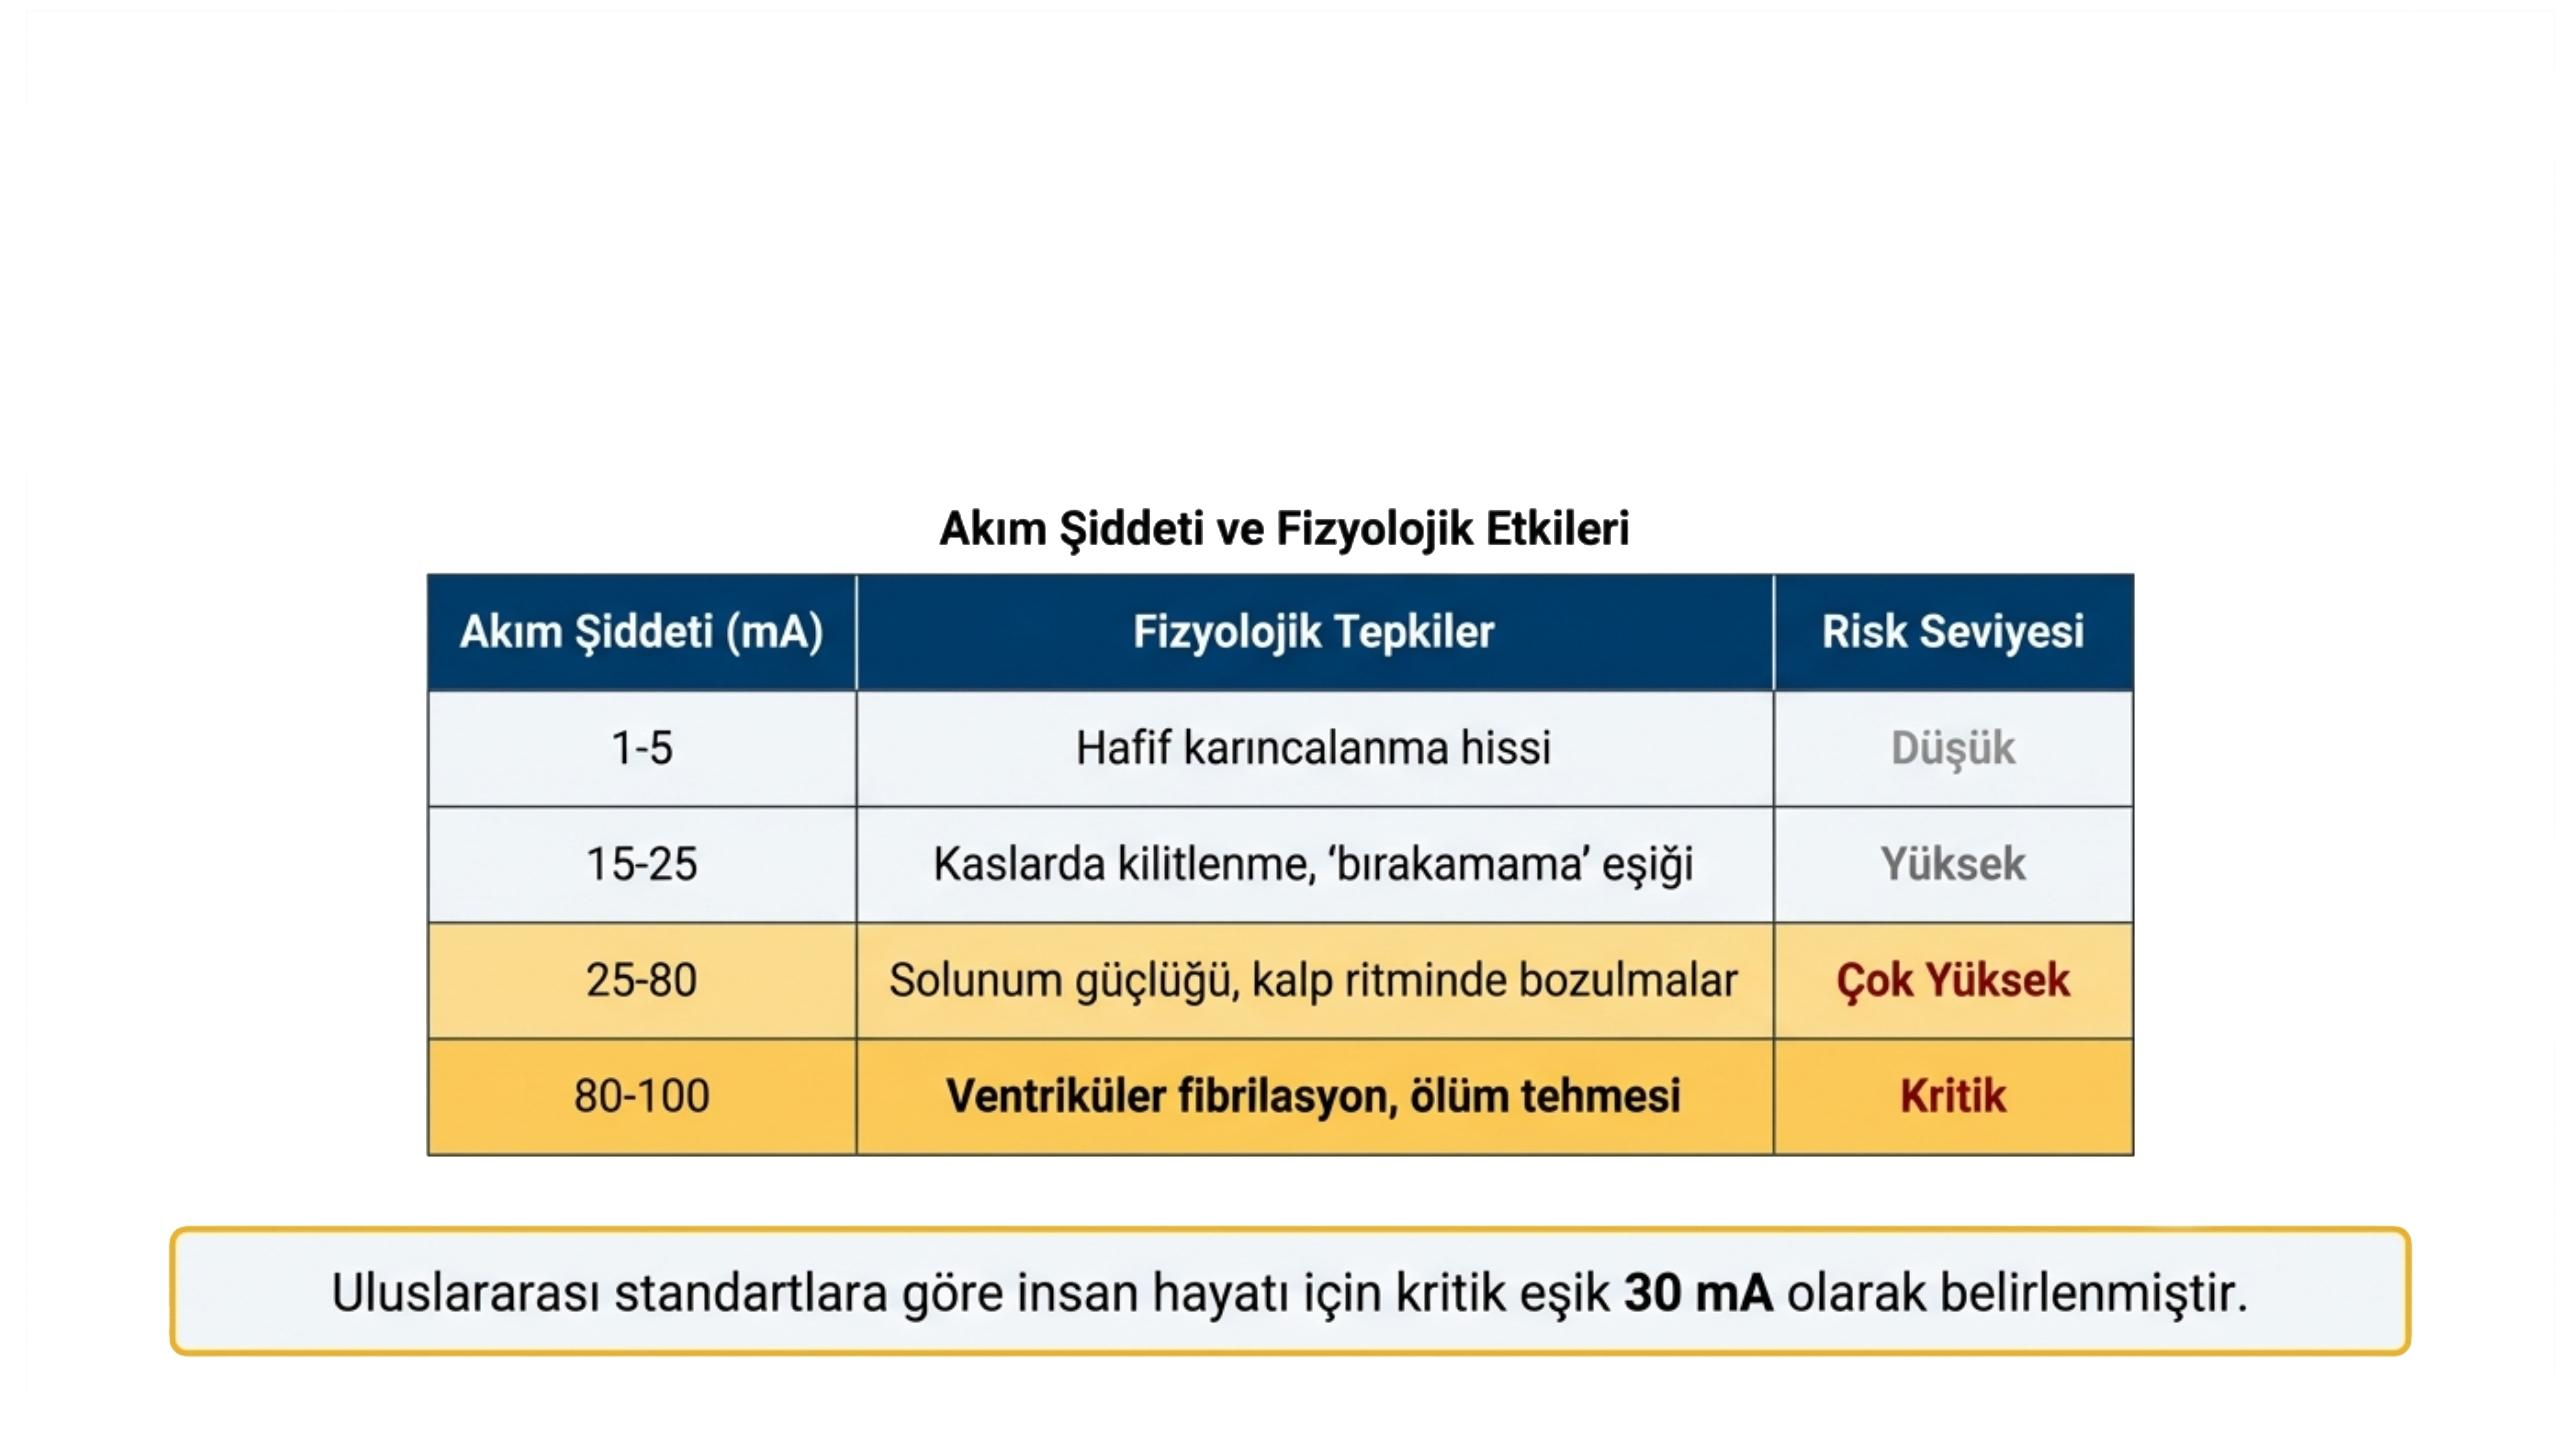 Akım Şiddeti ve Fizyolojik Etkileri
Akım Şiddeti (mA) Fizyolojik Tepkiler Risk Seviyesi
1-5 Hafif karıncalanma hissi Düşük
15-25 Kaslarda kilitlenme, ‘bırakamama’ eşiği Yüksek
25-80 Solunum güçlüğü, kalp ritminde bozulmalar Çok Yüksek
80-100 Ventriküler fibrilasyon, ölüm tehmesi Kritik
Uluslararası standartlara göre insan hayatı için kritik eşik 30 mA olarak belirlenmiştir.